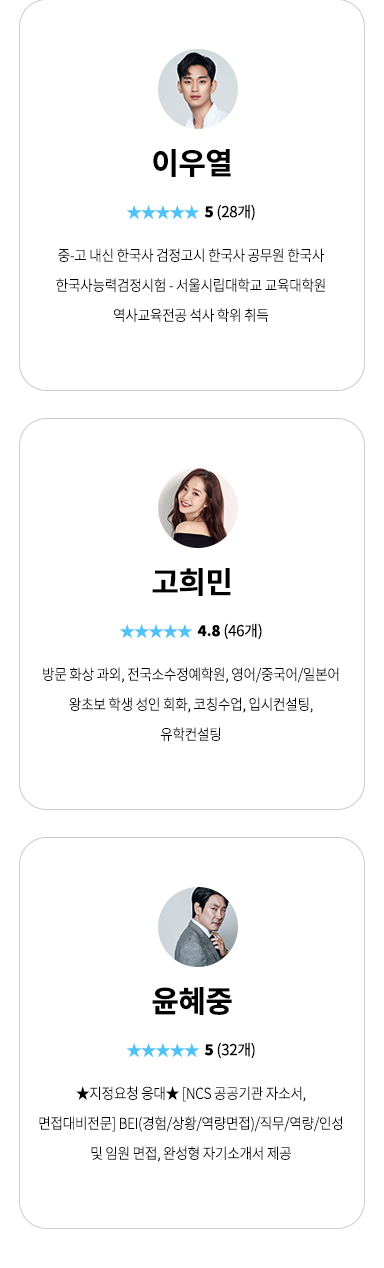 이우열
★★★★★ 5 (28개)
중-고 내신 한국사 검정고시 한국사 공무원 한국사
한국사능력검정시험 - 서울시립대학교 교육대학원
역사교육전공 석사 학위 취득
고희민
★★★★★ 4.8 (46개)
방문 화상 과외, 전국소수정예학원, 영어/중국어/일본어
왕초보 학생 성인 회화, 코칭수업, 입시컨설팅,
유학컨설팅
윤혜중
★★★★★ 5 (32개)
★지정요청 응대★ [NCS 공공기관 자소서,
면접대비전문] BEI(경험/상황/역량면접)/직무/역량/인성
및 임원 면접, 완성형 자기소개서 제공